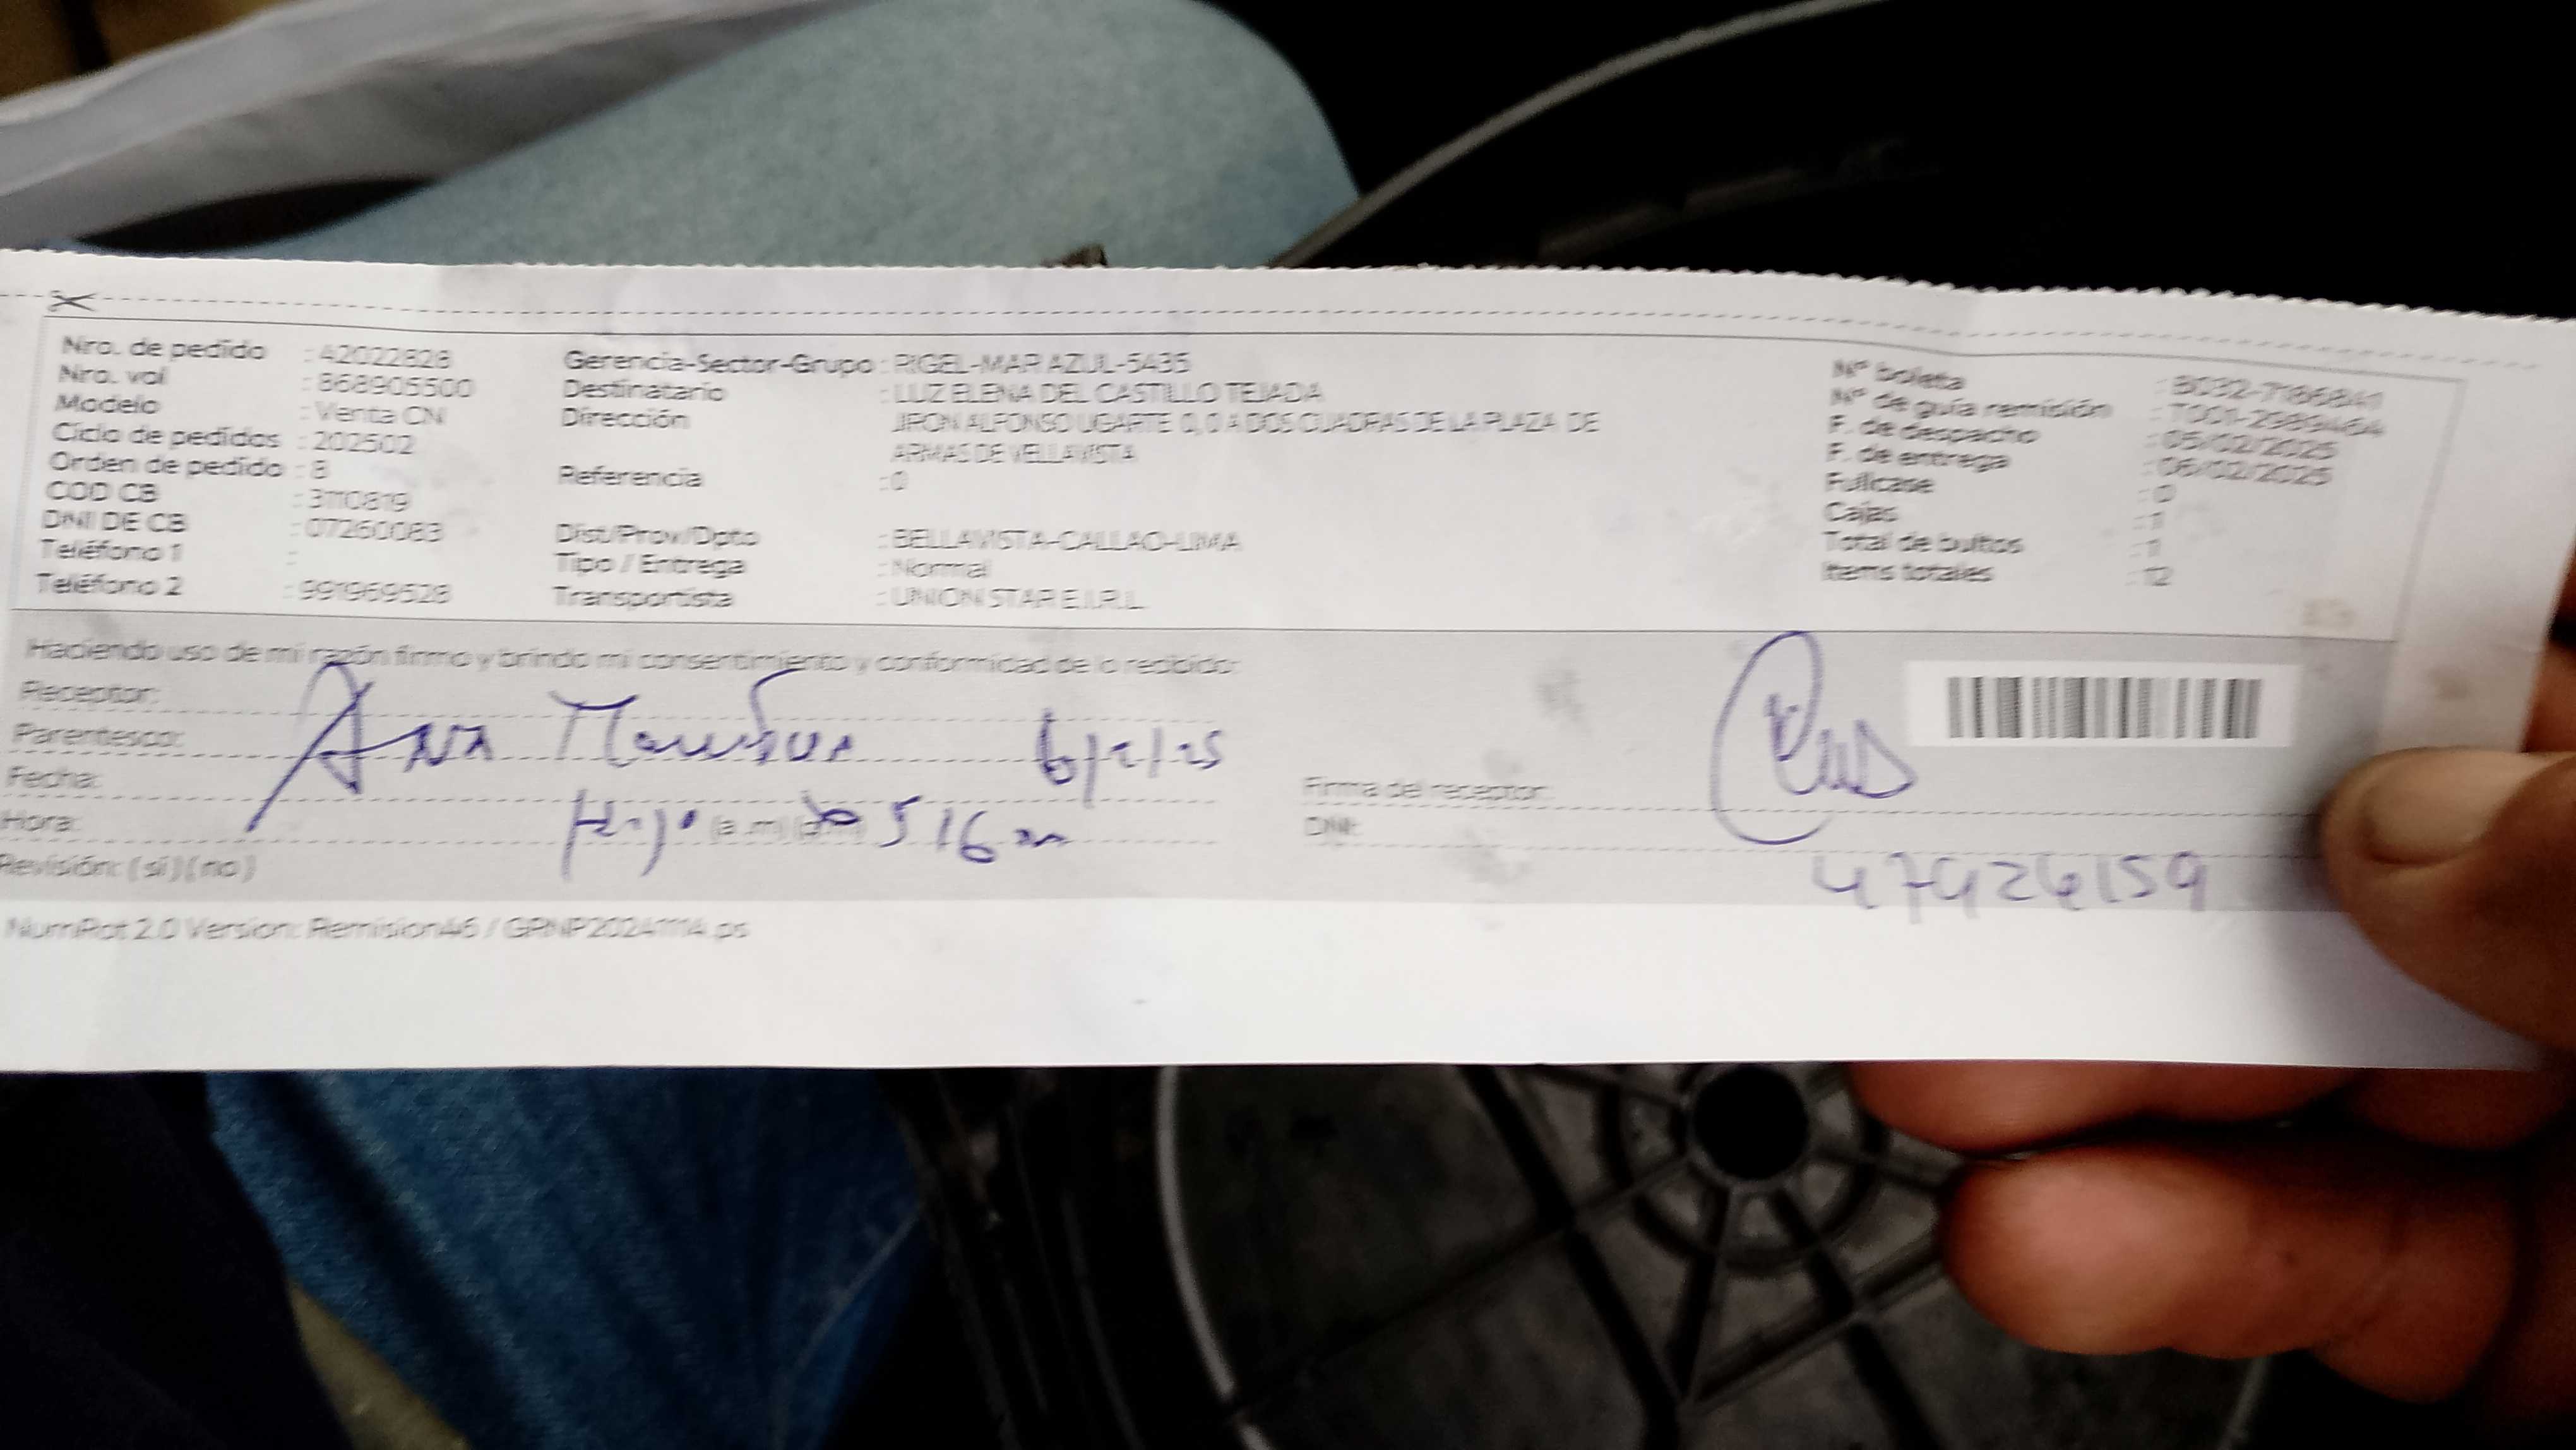 Nro. de pedido : 42022828
Nro. vol : 868905500
Modelo : Venta CN
Ciclo de pedidos : 202502
Orden de pedido : 8
COD CB : 3110819
DNI DE CB : 07260083
Teléfono 1 :
Teléfono 2 : 991969528
Gerencia-Sector-Grupo : RIGEL-MAR AZUL-5435
Destinatario : LUZ ELENA DEL CASTILLO TEJADA
Dirección JIRON ALFONSO UGARTE 0, 0 A DOS CUADRAS DE LA PLAZA DE
ARMAS DE VELLAVISTA
Referencia : 0
Dist/Prov/Dpto : BELLAVISTA-CALLAO-LIMA
Tipo / Entrega : Normal
Transportista : UNION STAR E.I.R.L.
N° boleta : B032-7186841
N° de guía remisión : T001-2989464
F. de despacho : 05/02/2025
F. de entrega : 06/02/2025
Fullcase : 0
Cajas : 1
Total de bultos : 1
Items totales : 12
Haciendo uso de mi razón firmo y brindo mi consentimiento y conformidad de lo recibido:
Receptor:
Parentesco: Ana 6/2/25
Fecha:
Hora: (a.m) 516
Revisión: (si) (no)
Firma del receptor:
DNI: 47426159
NumRot 2.0 Version: Remision46 / GRNP20241114.ps